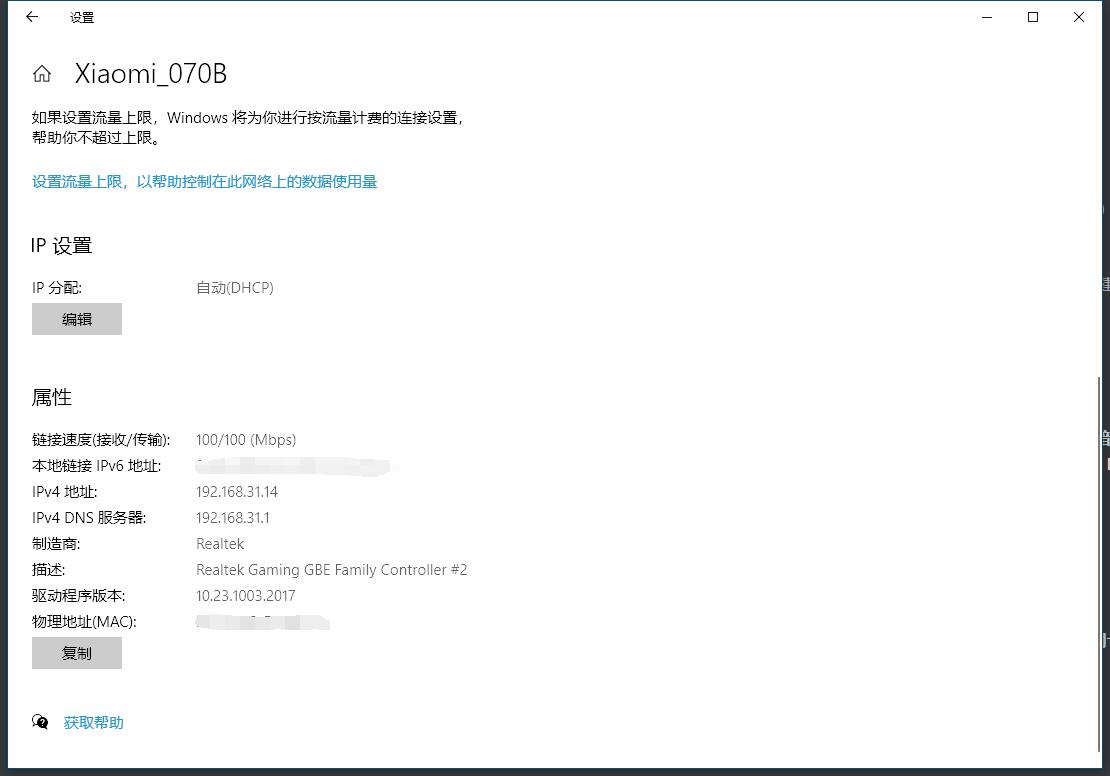 设置
Xiaomi_070B
如果设置流量上限，Windows 将为你进行按流量计费的连接设置，
帮助你不超过上限。
设置流量上限，以帮助控制在此网络上的数据使用量
IP 设置
IP 分配: 自动(DHCP)
编辑
属性
链接速度(接收/传输): 100/100 (Mbps)
本地链接 IPv6 地址:
IPv4 地址: 192.168.31.14
IPv4 DNS 服务器: 192.168.31.1
制造商: Realtek
描述: Realtek Gaming GBE Family Controller #2
驱动程序版本: 10.23.1003.2017
物理地址(MAC):
复制
获取帮助